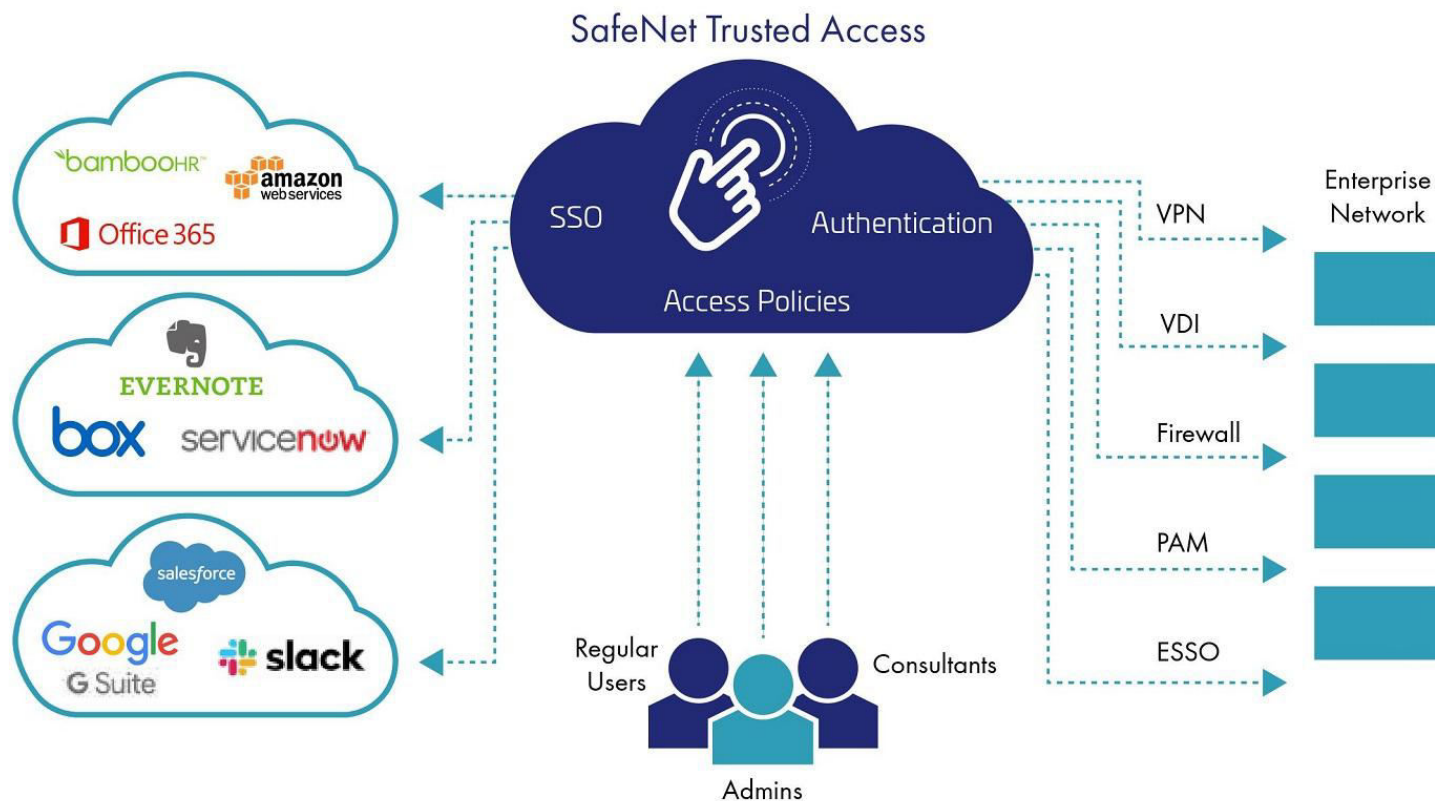 SafeNet Trusted Access
bambooHR™
amazon
web services
Office 365
EVERNOTE
box
servicenow
salesforce
Google
G Suite
slack
SSO
Authentication
Access Policies
Regular
Users
Consultants
Admins
VPN
VDI
Firewall
PAM
ESSO
Enterprise
Network